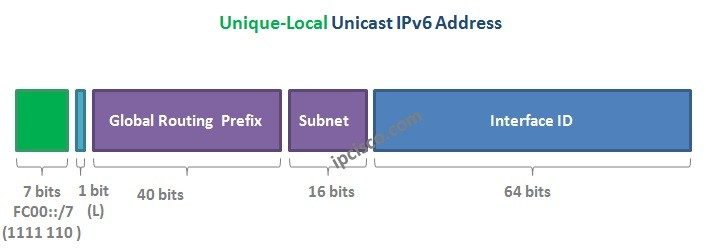 Unique-Local Unicast IPv6 Address
Global Routing Prefix
Subnet
Interface ID
ipcisco.com
7 bits
FC00::/7
(1111 110 )
1 bit
(L)
40 bits
16 bits
64 bits